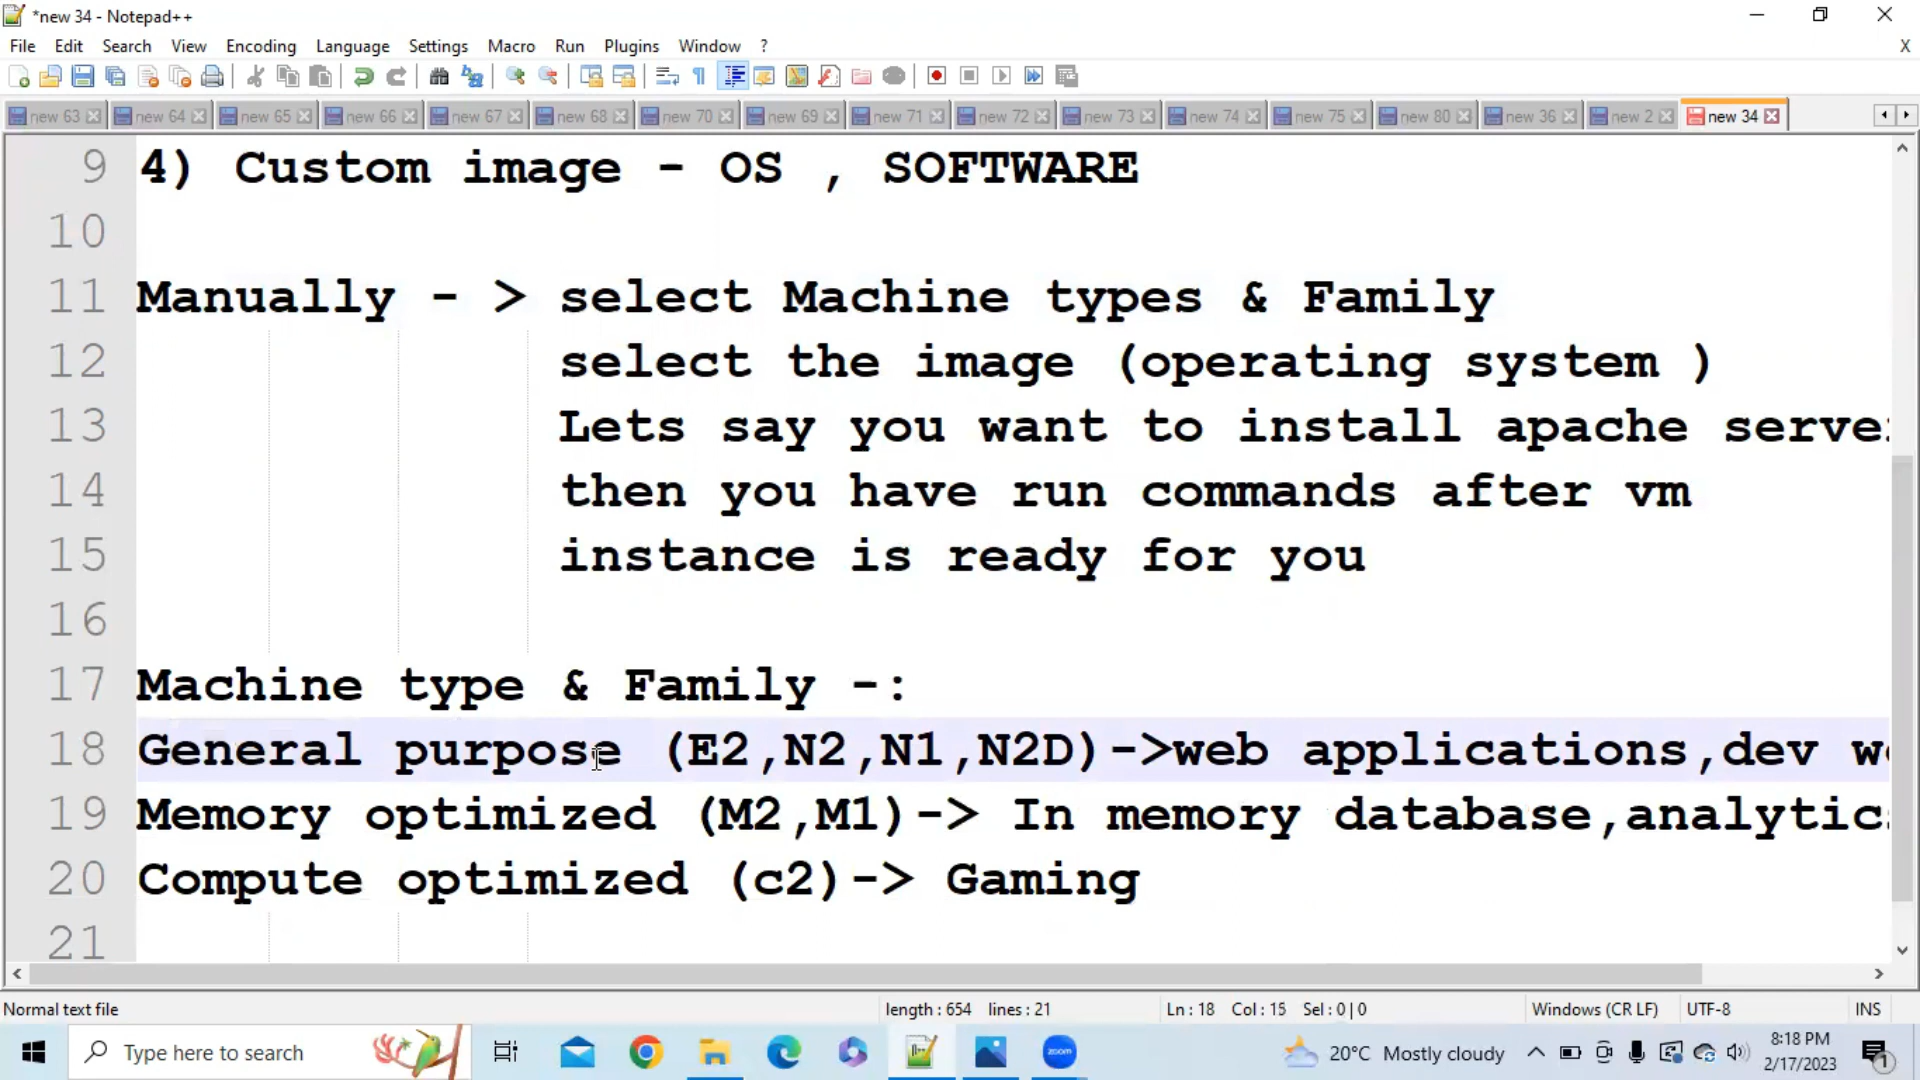 *new 34 - Notepad++
File Edit Search View Encoding Language Settings Macro Run Plugins Window ? X
new 63 new 64 new 65 new 66 new 67 new 68 new 70 new 69 new 71 new 72 new 73 new 74 new 75 new 80 new 36 new 2 new 34
9 4) Custom image - OS , SOFTWARE
10
11 Manually - > select Machine types & Family
12 select the image (operating system )
13 Lets say you want to install apache serve
14 then you have run commands after vm
15 instance is ready for you
16
17 Machine type & Family -:
18 General purpose (E2,N2,N1,N2D)->web applications,dev w
19 Memory optimized (M2,M1)-> In memory database,analytic
20 Compute optimized (c2)-> Gaming
21
Normal text file length : 654 lines : 21 Ln : 18 Col : 15 Sel : 0 | 0 Windows (CR LF) UTF-8 INS
Type here to search zoom 20°C Mostly cloudy 8:18 PM
2/17/2023 1